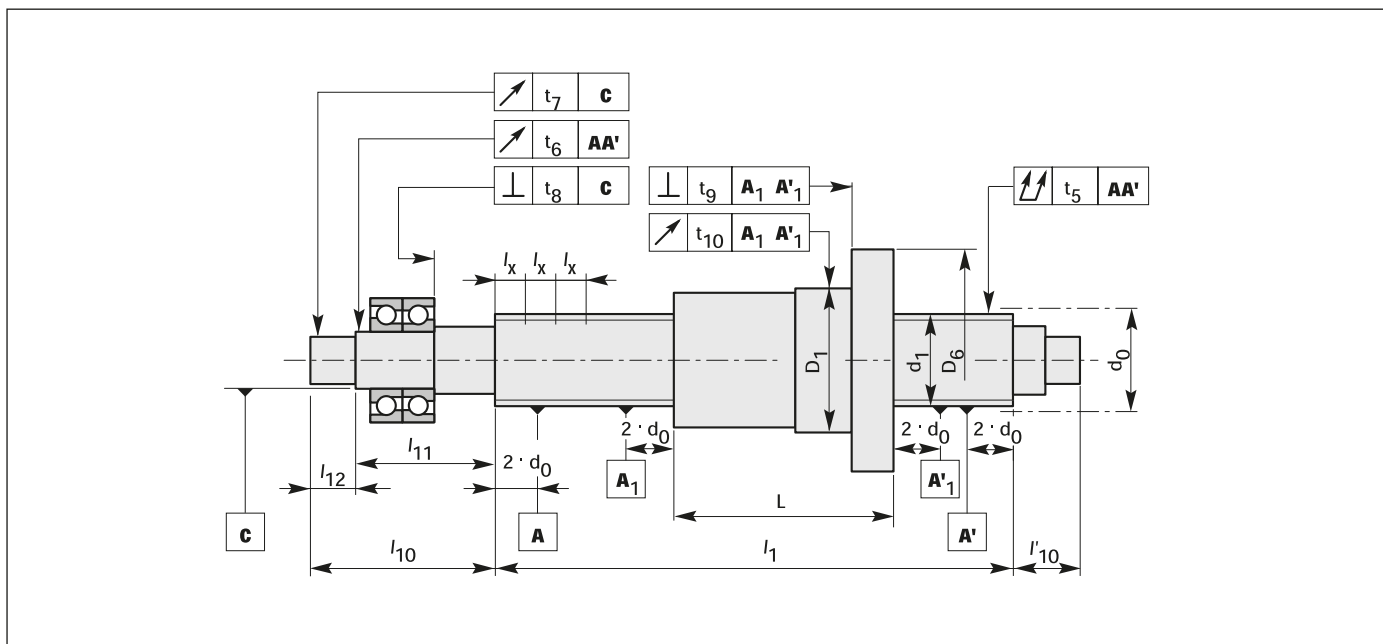 t7 C
t6 AA'
t8 C
t9 A1 A'1
t10 A1 A'1
t5 AA'
lx lx lx
D1
d1
D6
d0
2 · d0
2 · d0
2 · d0
2 · d0
l11
l12
A1
A'1
L
C
A
A'
l10
l1
l'10